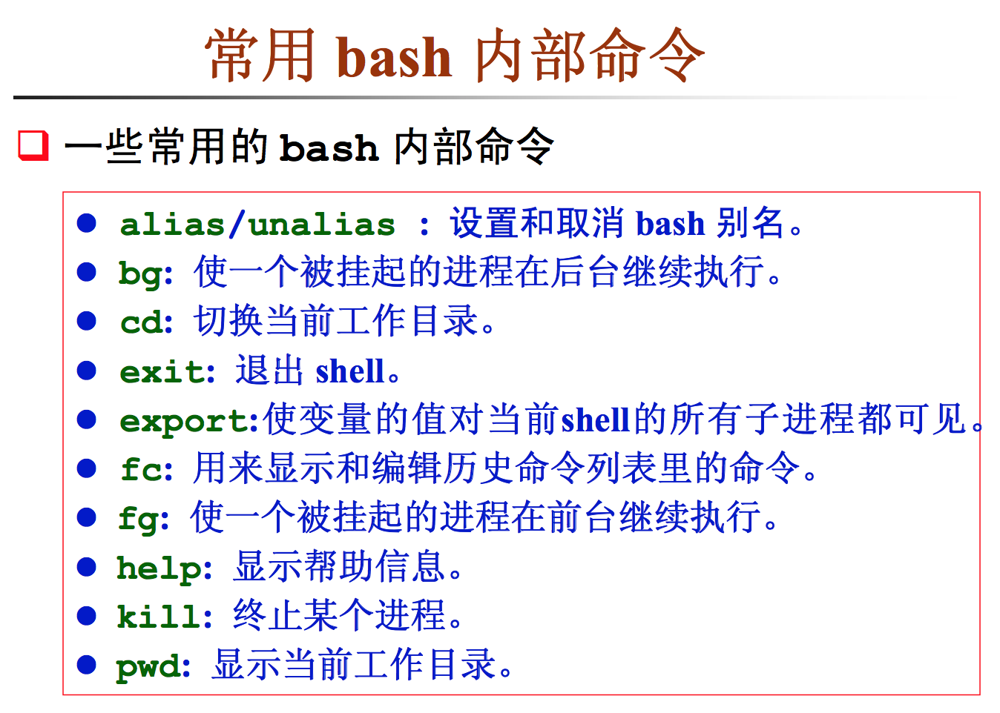 常用 bash 内部命令
一些常用的 bash 内部命令
alias/unalias : 设置和取消 bash 别名。
bg: 使一个被挂起的进程在后台继续执行。
cd: 切换当前工作目录。
exit: 退出 shell。
export:使变量的值对当前shell的所有子进程都可见。
fc: 用来显示和编辑历史命令列表里的命令。
fg: 使一个被挂起的进程在前台继续执行。
help: 显示帮助信息。
kill: 终止某个进程。
pwd: 显示当前工作目录。